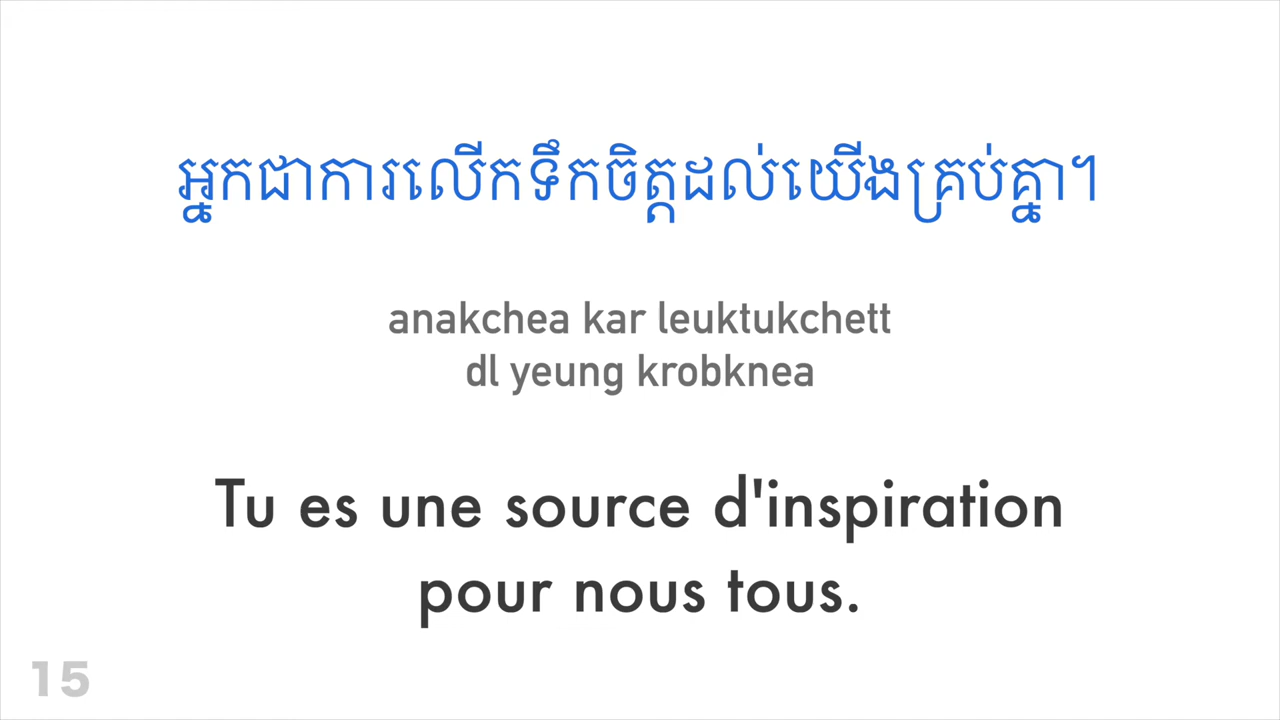 អ្នកជាការលើកទឹកចិត្តដល់យើងគ្រប់គ្នា។
anakchea kar leuktukchett
dl yeung krobknea
Tu es une source d'inspiration
pour nous tous.
15